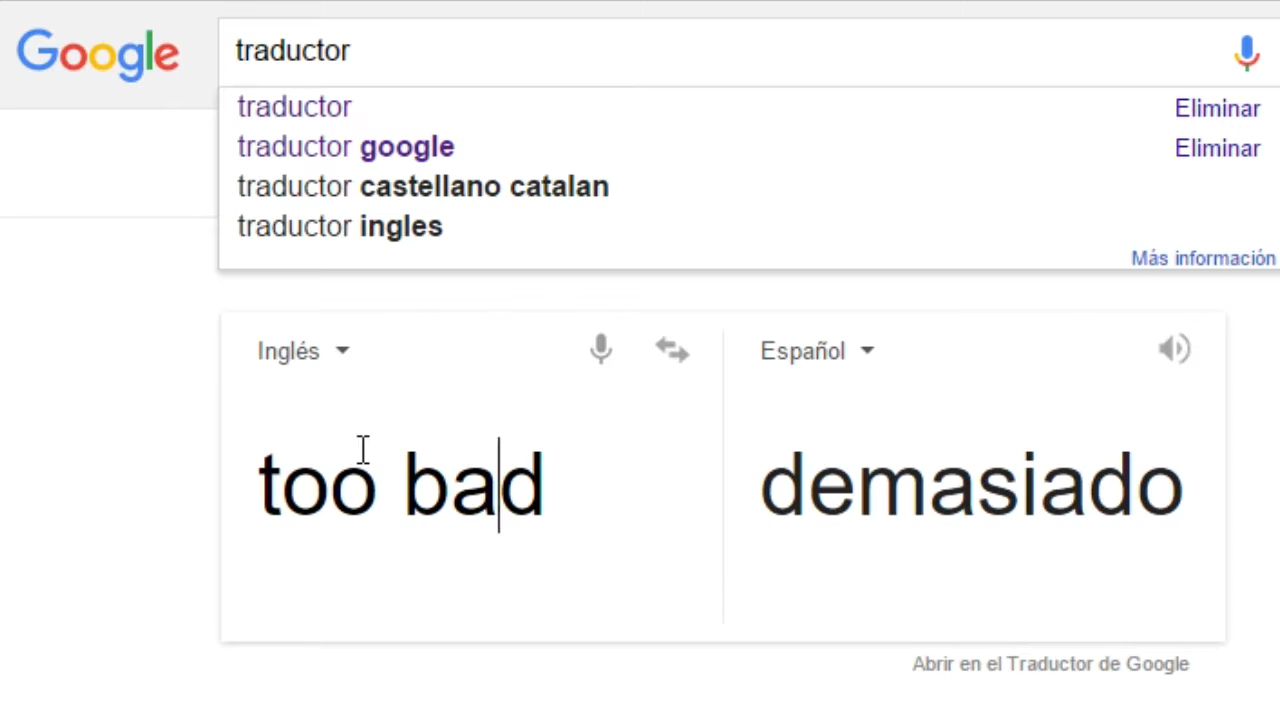 Google traductor
traductor Eliminar
traductor google Eliminar
traductor castellano catalan
traductor ingles
Más información
Inglés Español
too bad demasiado
Abrir en el Traductor de Google